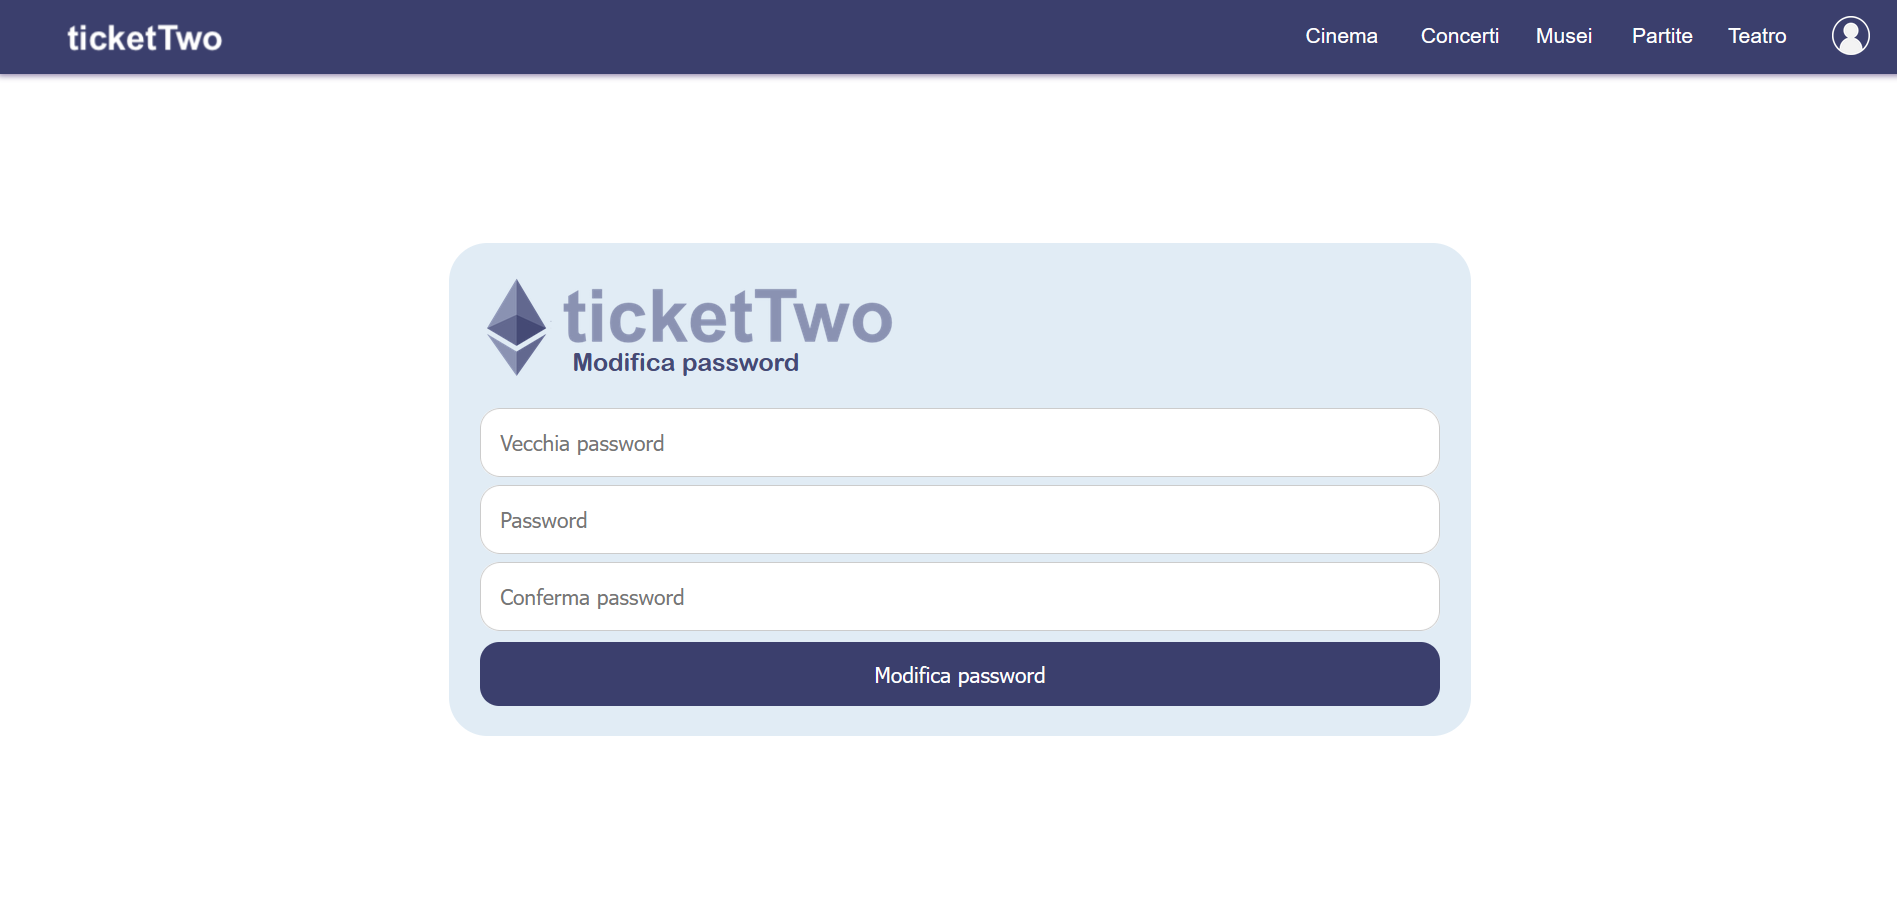 ticketTwo
Cinema Concerti Musei Partite Teatro
ticketTwo
Modifica password
Vecchia password
Password
Conferma password
Modifica password